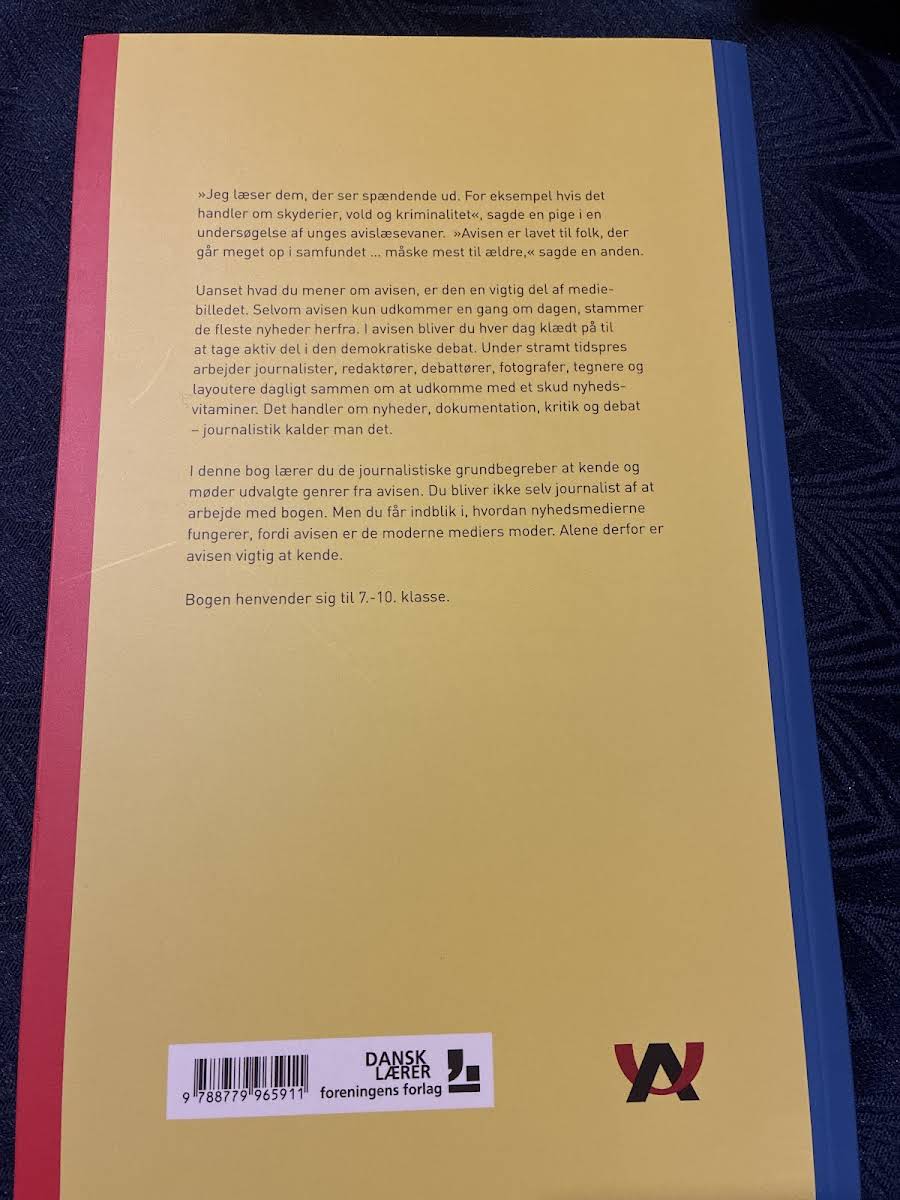 »Jeg læser dem, der ser spændende ud. For eksempel hvis det
handler om skyderier, vold og kriminalitet«, sagde en pige i en
undersøgelse af unges avislæsevaner. »Avisen er lavet til folk, der
går meget op i samfundet ... måske mest til ældre,« sagde en anden.
Uanset hvad du mener om avisen, er den en vigtig del af medie-
billedet. Selvom avisen kun udkommer en gang om dagen, stammer
de fleste nyheder herfra. I avisen bliver du hver dag klædt på til
at tage aktiv del i den demokratiske debat. Under stramt tidspres
arbejder journalister, redaktører, debattører, fotografer, tegnere og
layoutere dagligt sammen om at udkomme med et skud nyheds-
vitaminer. Det handler om nyheder, dokumentation, kritik og debat
– journalistik kalder man det.
I denne bog lærer du de journalistiske grundbegreber at kende og
møder udvalgte genrer fra avisen. Du bliver ikke selv journalist af at
arbejde med bogen. Men du får indblik i, hvordan nyhedsmedierne
fungerer, fordi avisen er de moderne mediers moder. Alene derfor er
avisen vigtig at kende.
Bogen henvender sig til 7.-10. klasse.
DANSK
LÆRER
foreningens forlag
9 788779 965911